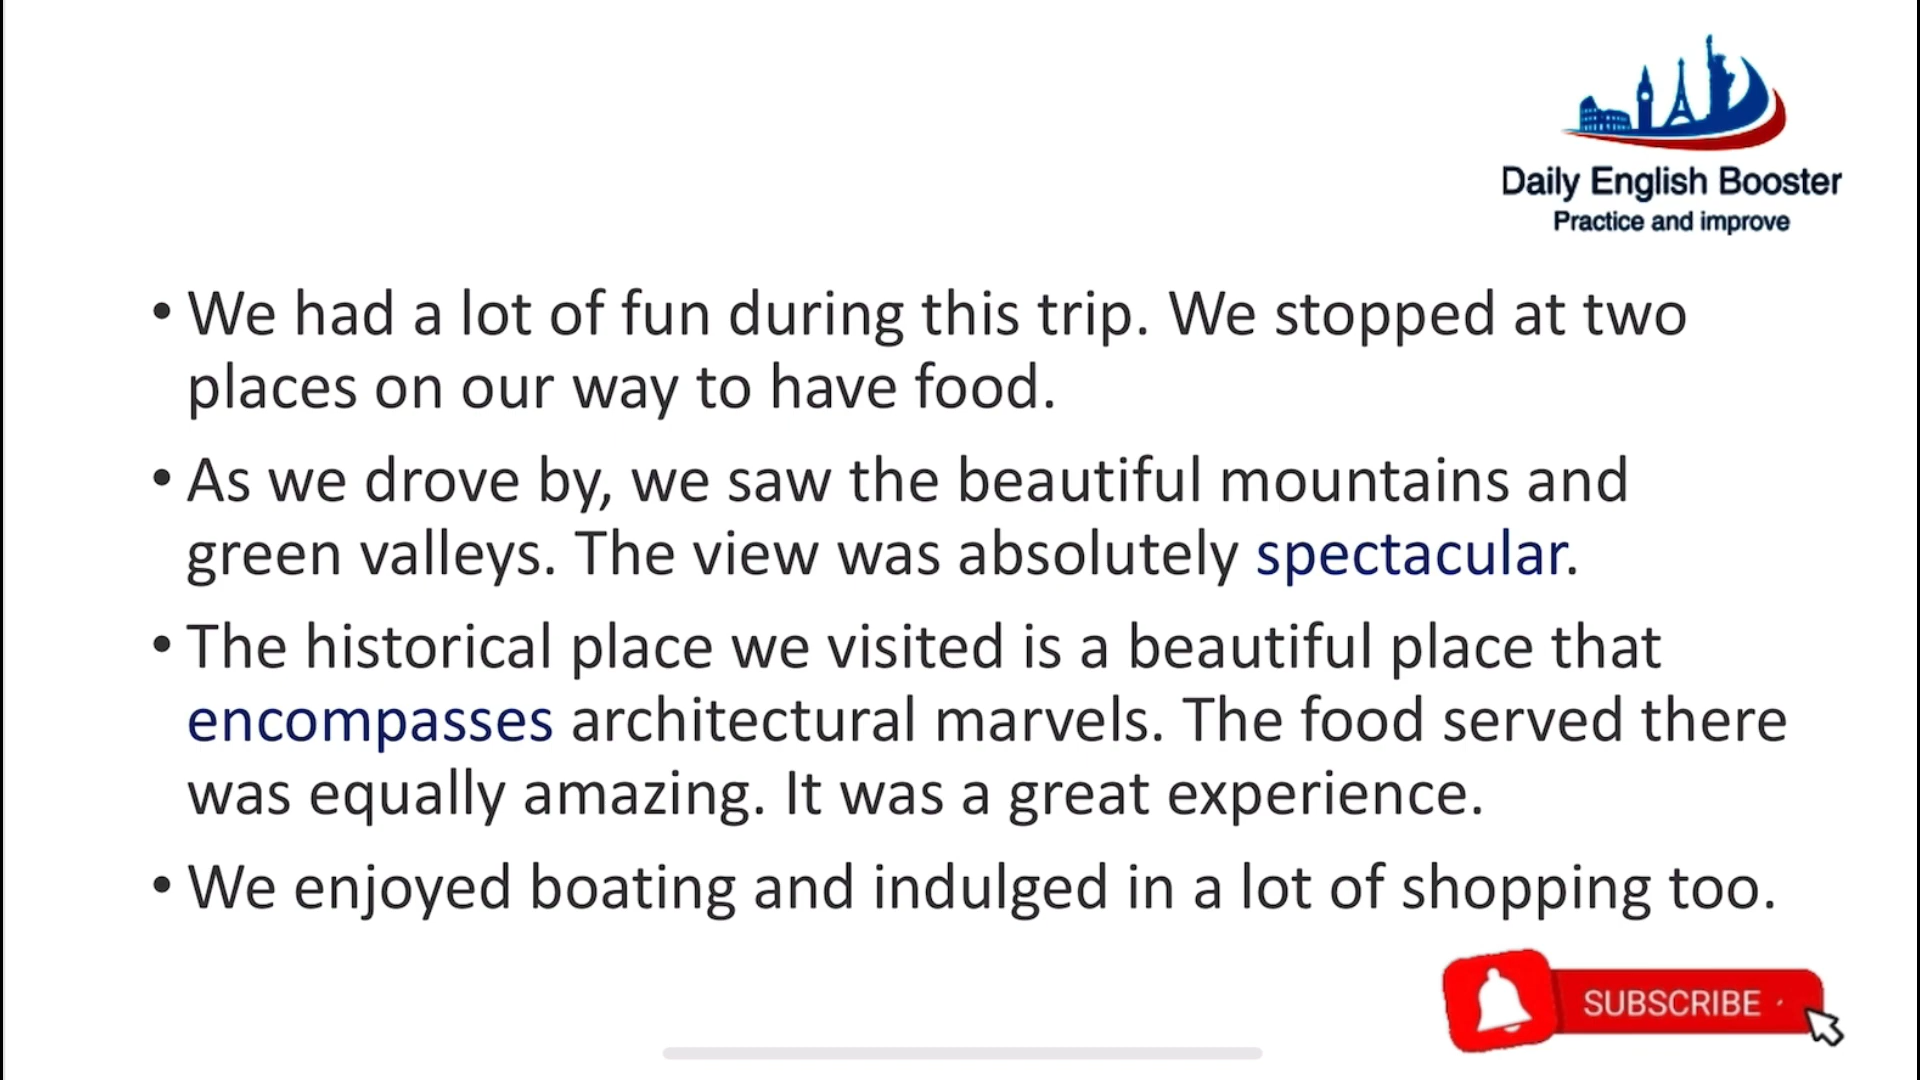 Daily English Booster
Practice and improve
• We had a lot of fun during this trip. We stopped at two
places on our way to have food.
• As we drove by, we saw the beautiful mountains and
green valleys. The view was absolutely spectacular.
• The historical place we visited is a beautiful place that
encompasses architectural marvels. The food served there
was equally amazing. It was a great experience.
• We enjoyed boating and indulged in a lot of shopping too.
SUBSCRIBE